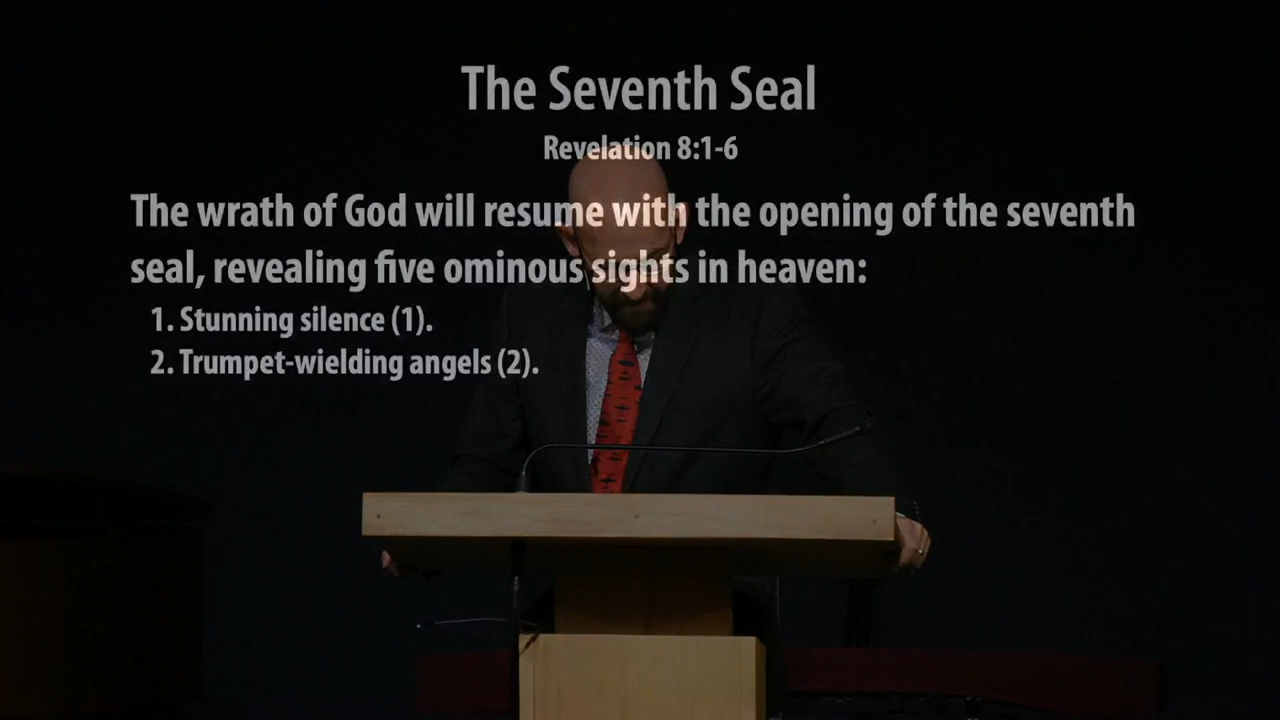 The Seventh Seal
Revelation 8:1-6
The wrath of God will resume with the opening of the seventh
seal, revealing five ominous sights in heaven:
1. Stunning silence (1).
2. Trumpet-wielding angels (2).